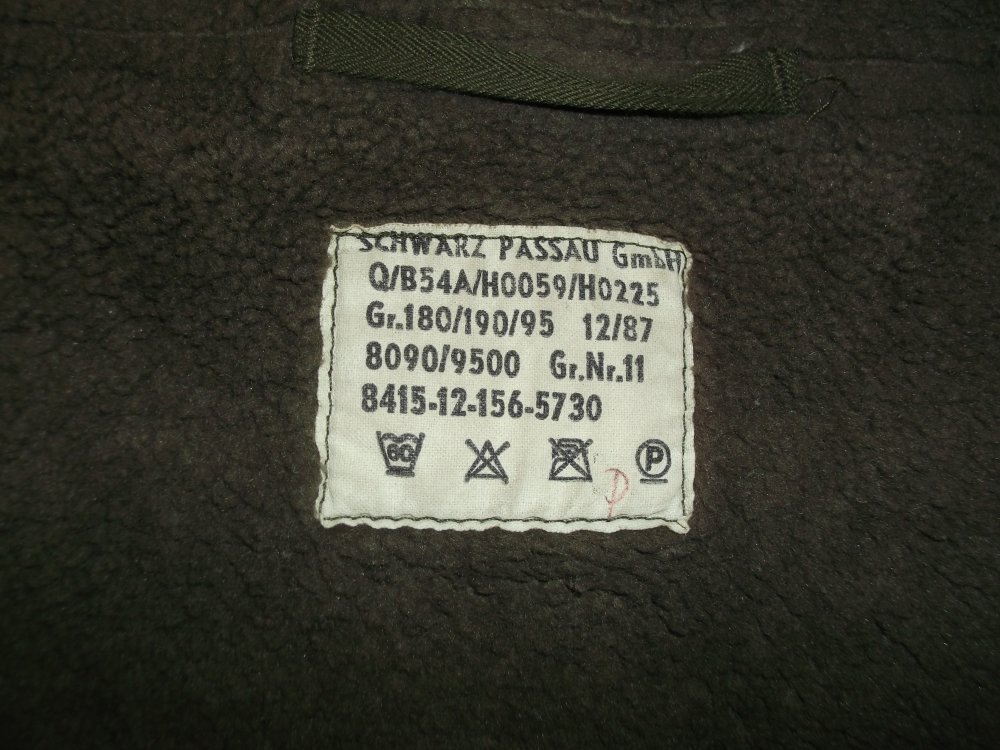 SCHWARZ PASSAU GmbH
Q/B54A/H0059/H0225
Gr.180/190/95 12/87
8090/9500 Gr.Nr.11
8415-12-156-5730
60 P
P